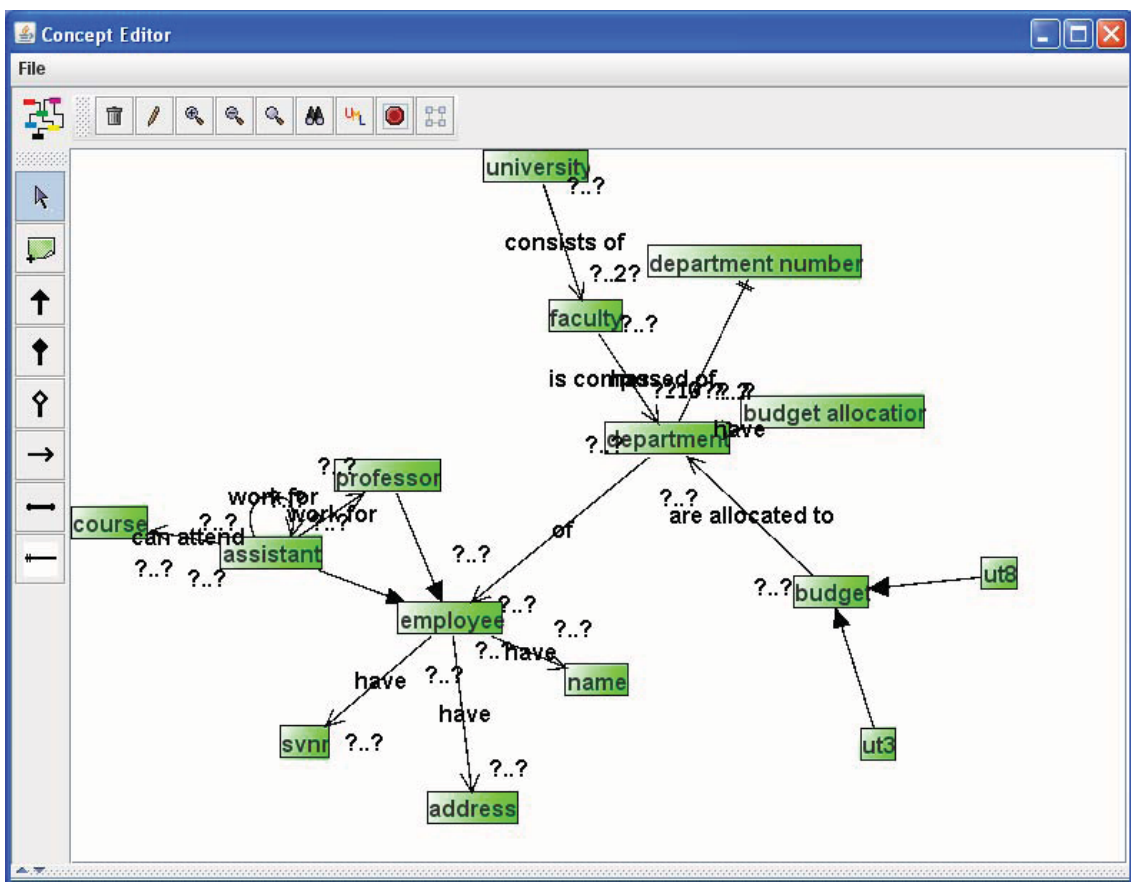 Concept Editor
File
UML
university
?..?
consists of
department number
?..2?
faculty
?..?
is composed of
has
budget allocation
have
department
?..?
professor
?..?
?..?
work for
are allocated to
work for
course
?..?
?..?
of
can attend
assistant
?..?
?..?
?..?
ut8
?..?
budget
?..?
employee
?..?
?..?
have
?..?
name
have
have
svnr
?..?
ut3
?..?
address